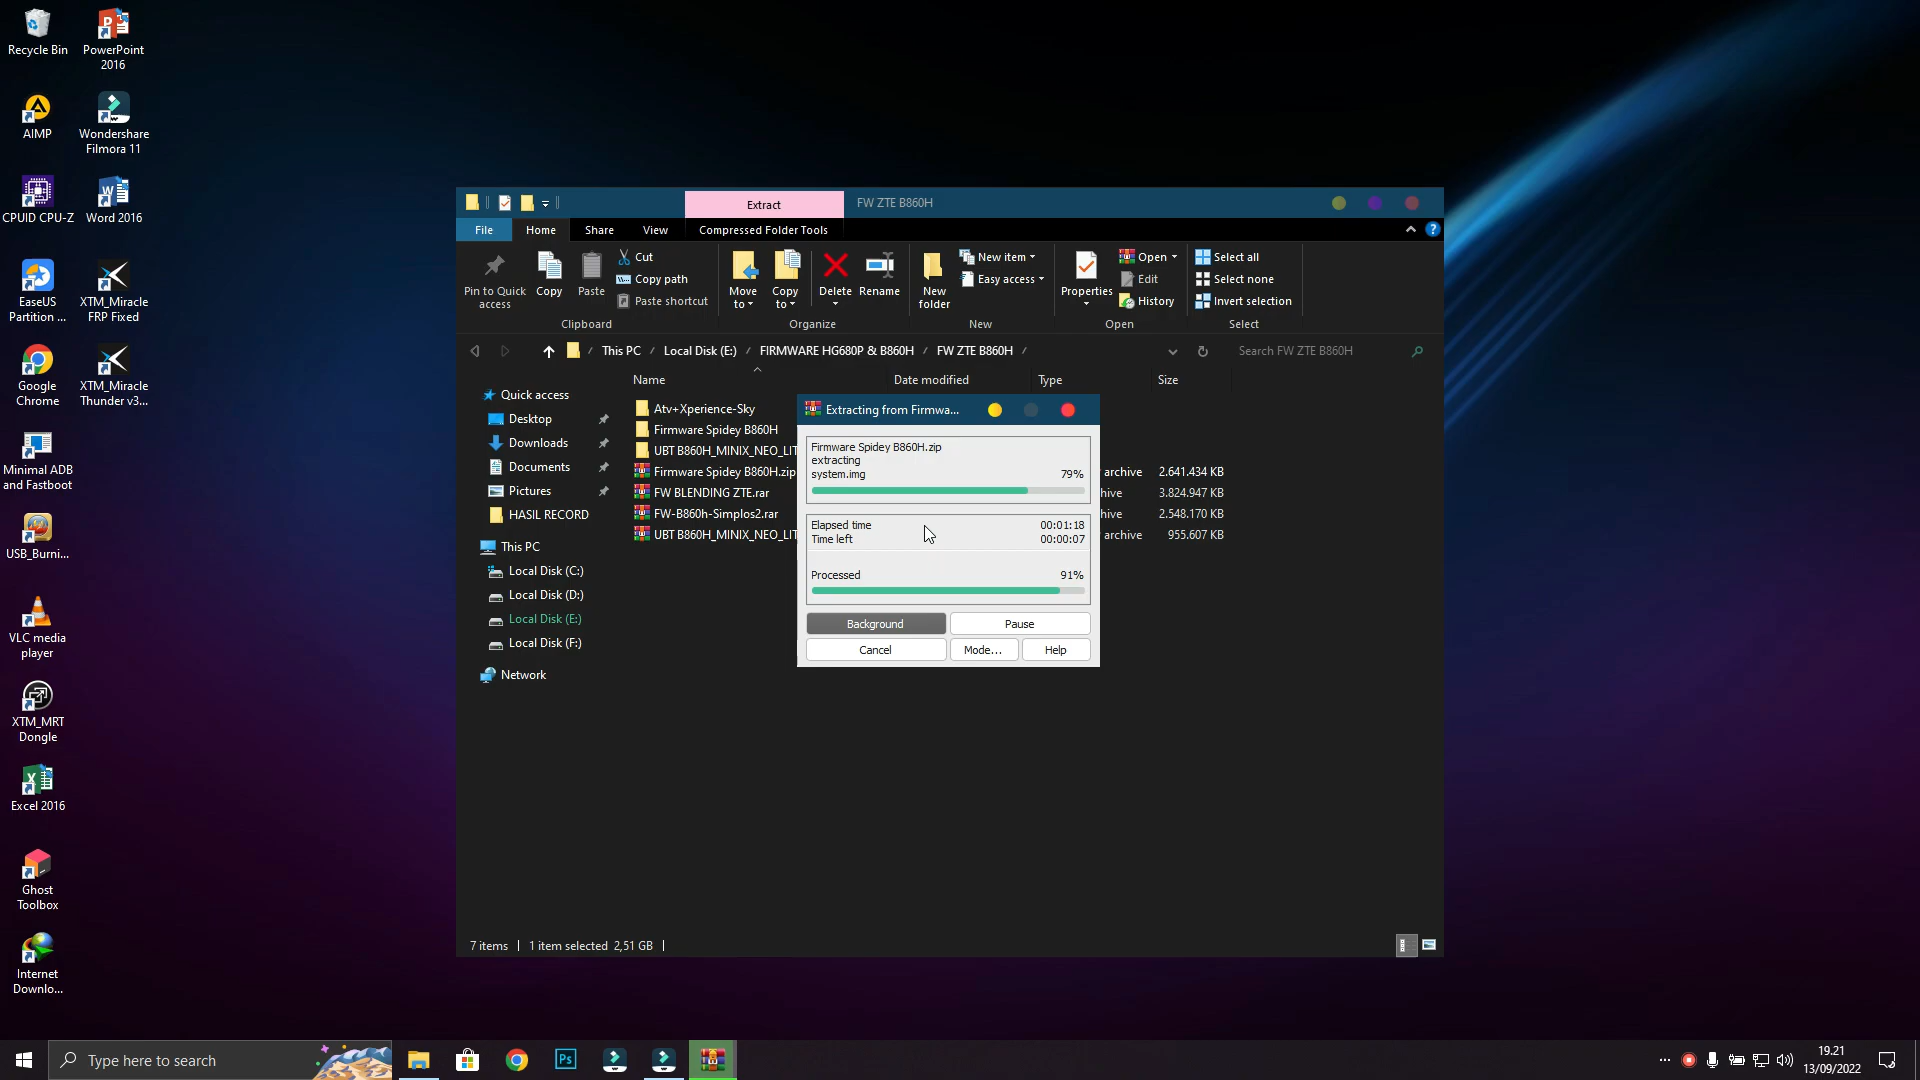 Recycle Bin
PowerPoint
2016
AIMP
Wondershare
Filmora 11
CPUID CPU-Z
Word 2016
EaseUS
Partition ...
XTM_Miracle
FRP Fixed
Google
Chrome
XTM_Miracle
Thunder v3...
Minimal ADB
and Fastboot
USB_Burni...
VLC media
player
XTM_MRT
Dongle
Excel 2016
Ghost
Toolbox
Internet
Downlo...
Extract
FW ZTE B860H
File
Home
Share
View
Compressed Folder Tools
Pin to Quick
access
Copy
Paste
Cut
Copy path
Paste shortcut
Clipboard
Move
to
Copy
to
Delete
Rename
Organize
New
folder
New item
Easy access
New
Properties
Open
Edit
History
Open
Select all
Select none
Invert selection
Select
This PC / Local Disk (E:) / FIRMWARE HG680P & B860H / FW ZTE B860H /
Search FW ZTE B860H
Name
Date modified
Type
Size
Quick access
Desktop
Downloads
Documents
Pictures
HASIL RECORD
This PC
Local Disk (C:)
Local Disk (D:)
Local Disk (E:)
Local Disk (F:)
Network
Atv+Xperience-Sky
Firmware Spidey B860H
UBT B860H_MINIX_NEO_LIT
Firmware Spidey B860H.zip
archive
2.641.434 KB
FW BLENDING ZTE.rar
hive
3.824.947 KB
FW-B860h-Simplos2.rar
hive
2.548.170 KB
UBT B860H_MINIX_NEO_LIT
archive
955.607 KB
Extracting from Firmwa...
Firmware Spidey B860H.zip
extracting
system.img
79%
Elapsed time
00:01:18
Time left
00:00:07
Processed
91%
Background
Pause
Cancel
Mode...
Help
7 items
1 item selected 2,51 GB
Type here to search
Ps
19.21
13/09/2022